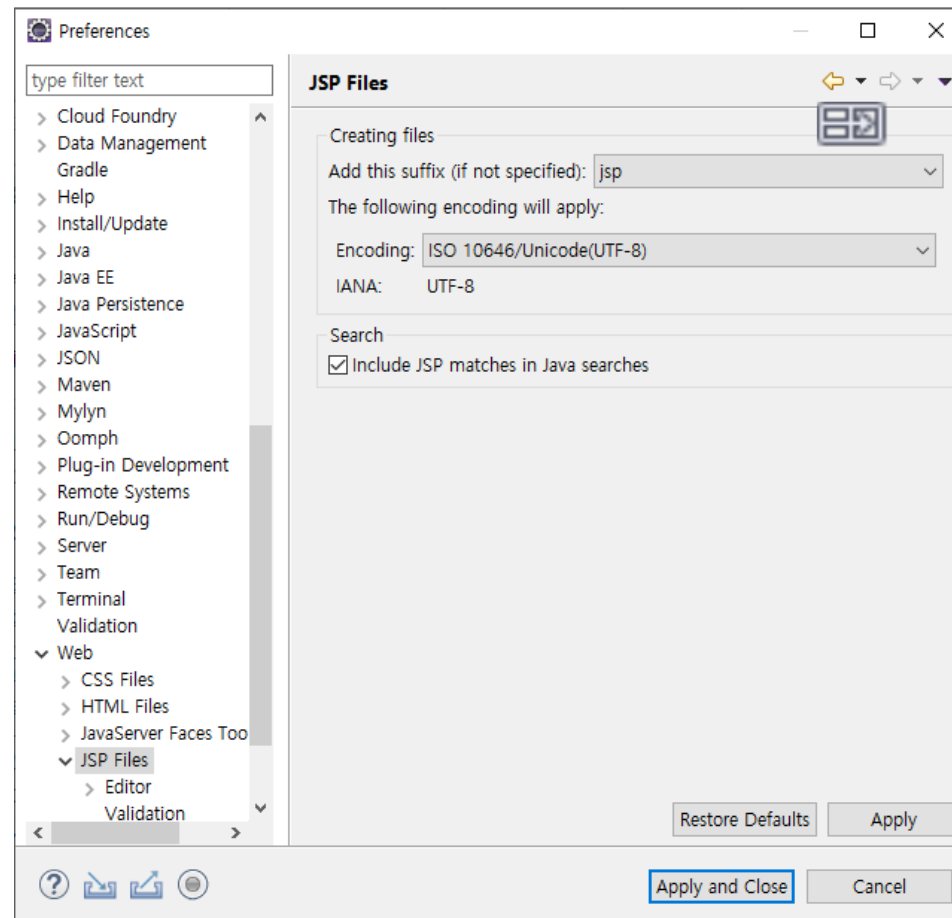 Preferences
type filter text
Cloud Foundry
Data Management
Gradle
Help
Install/Update
Java
Java EE
Java Persistence
JavaScript
JSON
Maven
Mylyn
Oomph
Plug-in Development
Remote Systems
Run/Debug
Server
Team
Terminal
Validation
Web
CSS Files
HTML Files
JavaServer Faces Too
JSP Files
Editor
Validation
JSP Files
Creating files
Add this suffix (if not specified): jsp
The following encoding will apply:
Encoding: ISO 10646/Unicode(UTF-8)
IANA: UTF-8
Search
Include JSP matches in Java searches
Restore Defaults Apply
Apply and Close Cancel